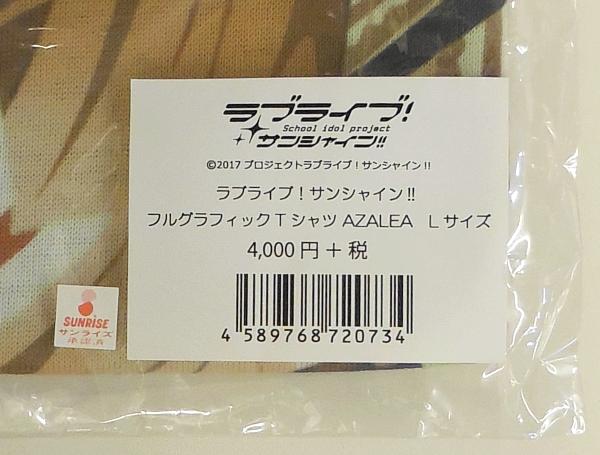 ラブライブ!
School idol project
サンシャイン!!
©2017 プロジェクトラブライブ!サンシャイン!!
ラブライブ!サンシャイン!!
フルグラフィックTシャツ AZALEA Lサイズ
4,000円+税
4 589768 720734
SUNRISE
サンライズ
承認済